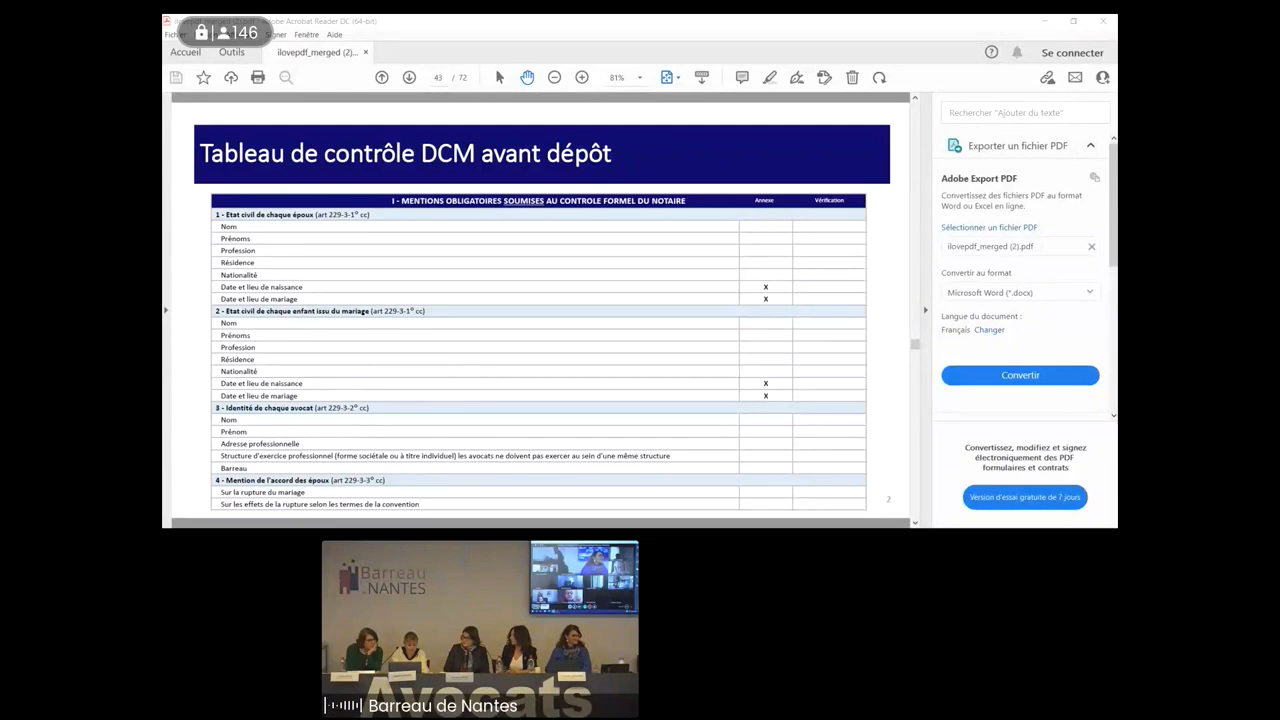 ilovepdf_merged (2).pdf - Adobe Acrobat Reader DC (64-bit)
146
Fichier Signer Fenêtre Aide
Accueil Outils ilovepdf_merged (2)... × Se connecter
43 / 72 81%
Tableau de contrôle DCM avant dépôt
I - MENTIONS OBLIGATOIRES SOUMISES AU CONTROLE FORMEL DU NOTAIRE Annexe Vérification
1 - Etat civil de chaque époux (art 229-3-1° cc)
Nom
Prénoms
Profession
Résidence
Nationalité
Date et lieu de naissance X
Date et lieu de mariage X
2 - Etat civil de chaque enfant issu du mariage (art 229-3-1° cc)
Nom
Prénoms
Profession
Résidence
Nationalité
Date et lieu de naissance X
Date et lieu de mariage X
3 - Identité de chaque avocat (art 229-3-2° cc)
Nom
Prénom
Adresse professionnelle
Structure d'exercice professionnel (forme sociétale ou à titre individuel) les avocats ne doivent pas exercer au sein d'une même structure
Barreau
4 - Mention de l'accord des époux (art 229-3-3° cc)
Sur la rupture du mariage
Sur les effets de la rupture selon les termes de la convention
2
Rechercher "Ajouter du texte"
Exporter un fichier PDF
Adobe Export PDF
Convertissez des fichiers PDF au format
Word ou Excel en ligne.
Sélectionner un fichier PDF
ilovepdf_merged (2).pdf
Convertir au format
Microsoft Word (*.docx)
Langue du document :
Français Changer
Convertir
Convertissez, modifiez et signez
électroniquement des PDF
formulaires et contrats
Version d'essai gratuite de 7 jours
Barreau
NANTES
Avocats
Barreau de Nantes